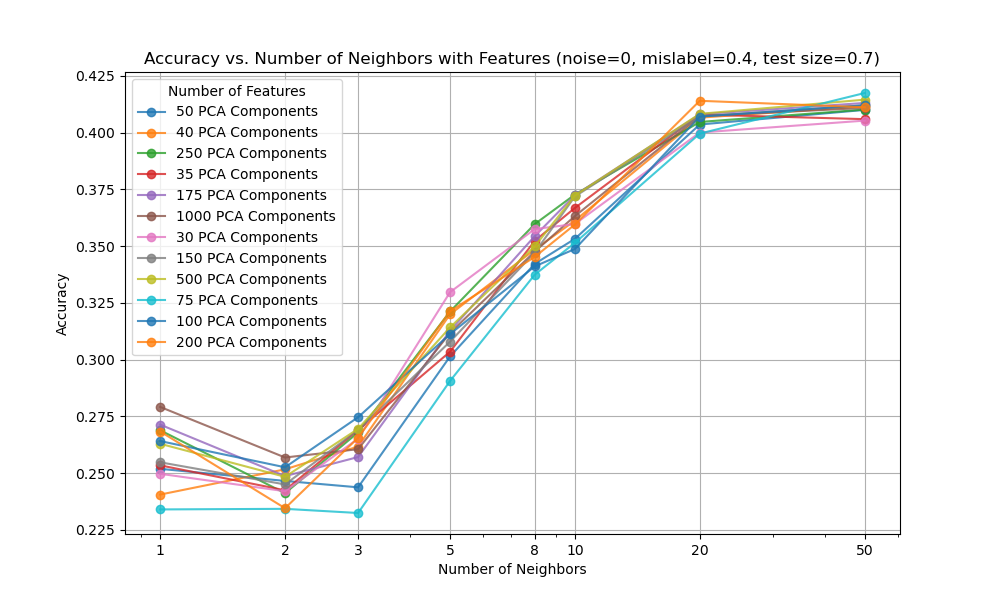 Accuracy vs. Number of Neighbors with Features (noise=0, mislabel=0.4, test size=0.7)
Number of Features
50 PCA Components
40 PCA Components
250 PCA Components
35 PCA Components
175 PCA Components
1000 PCA Components
30 PCA Components
150 PCA Components
500 PCA Components
75 PCA Components
100 PCA Components
200 PCA Components
Accuracy
0.425
0.400
0.375
0.350
0.325
0.300
0.275
0.250
0.225
1 2 3 5 8 10 20 50
Number of Neighbors